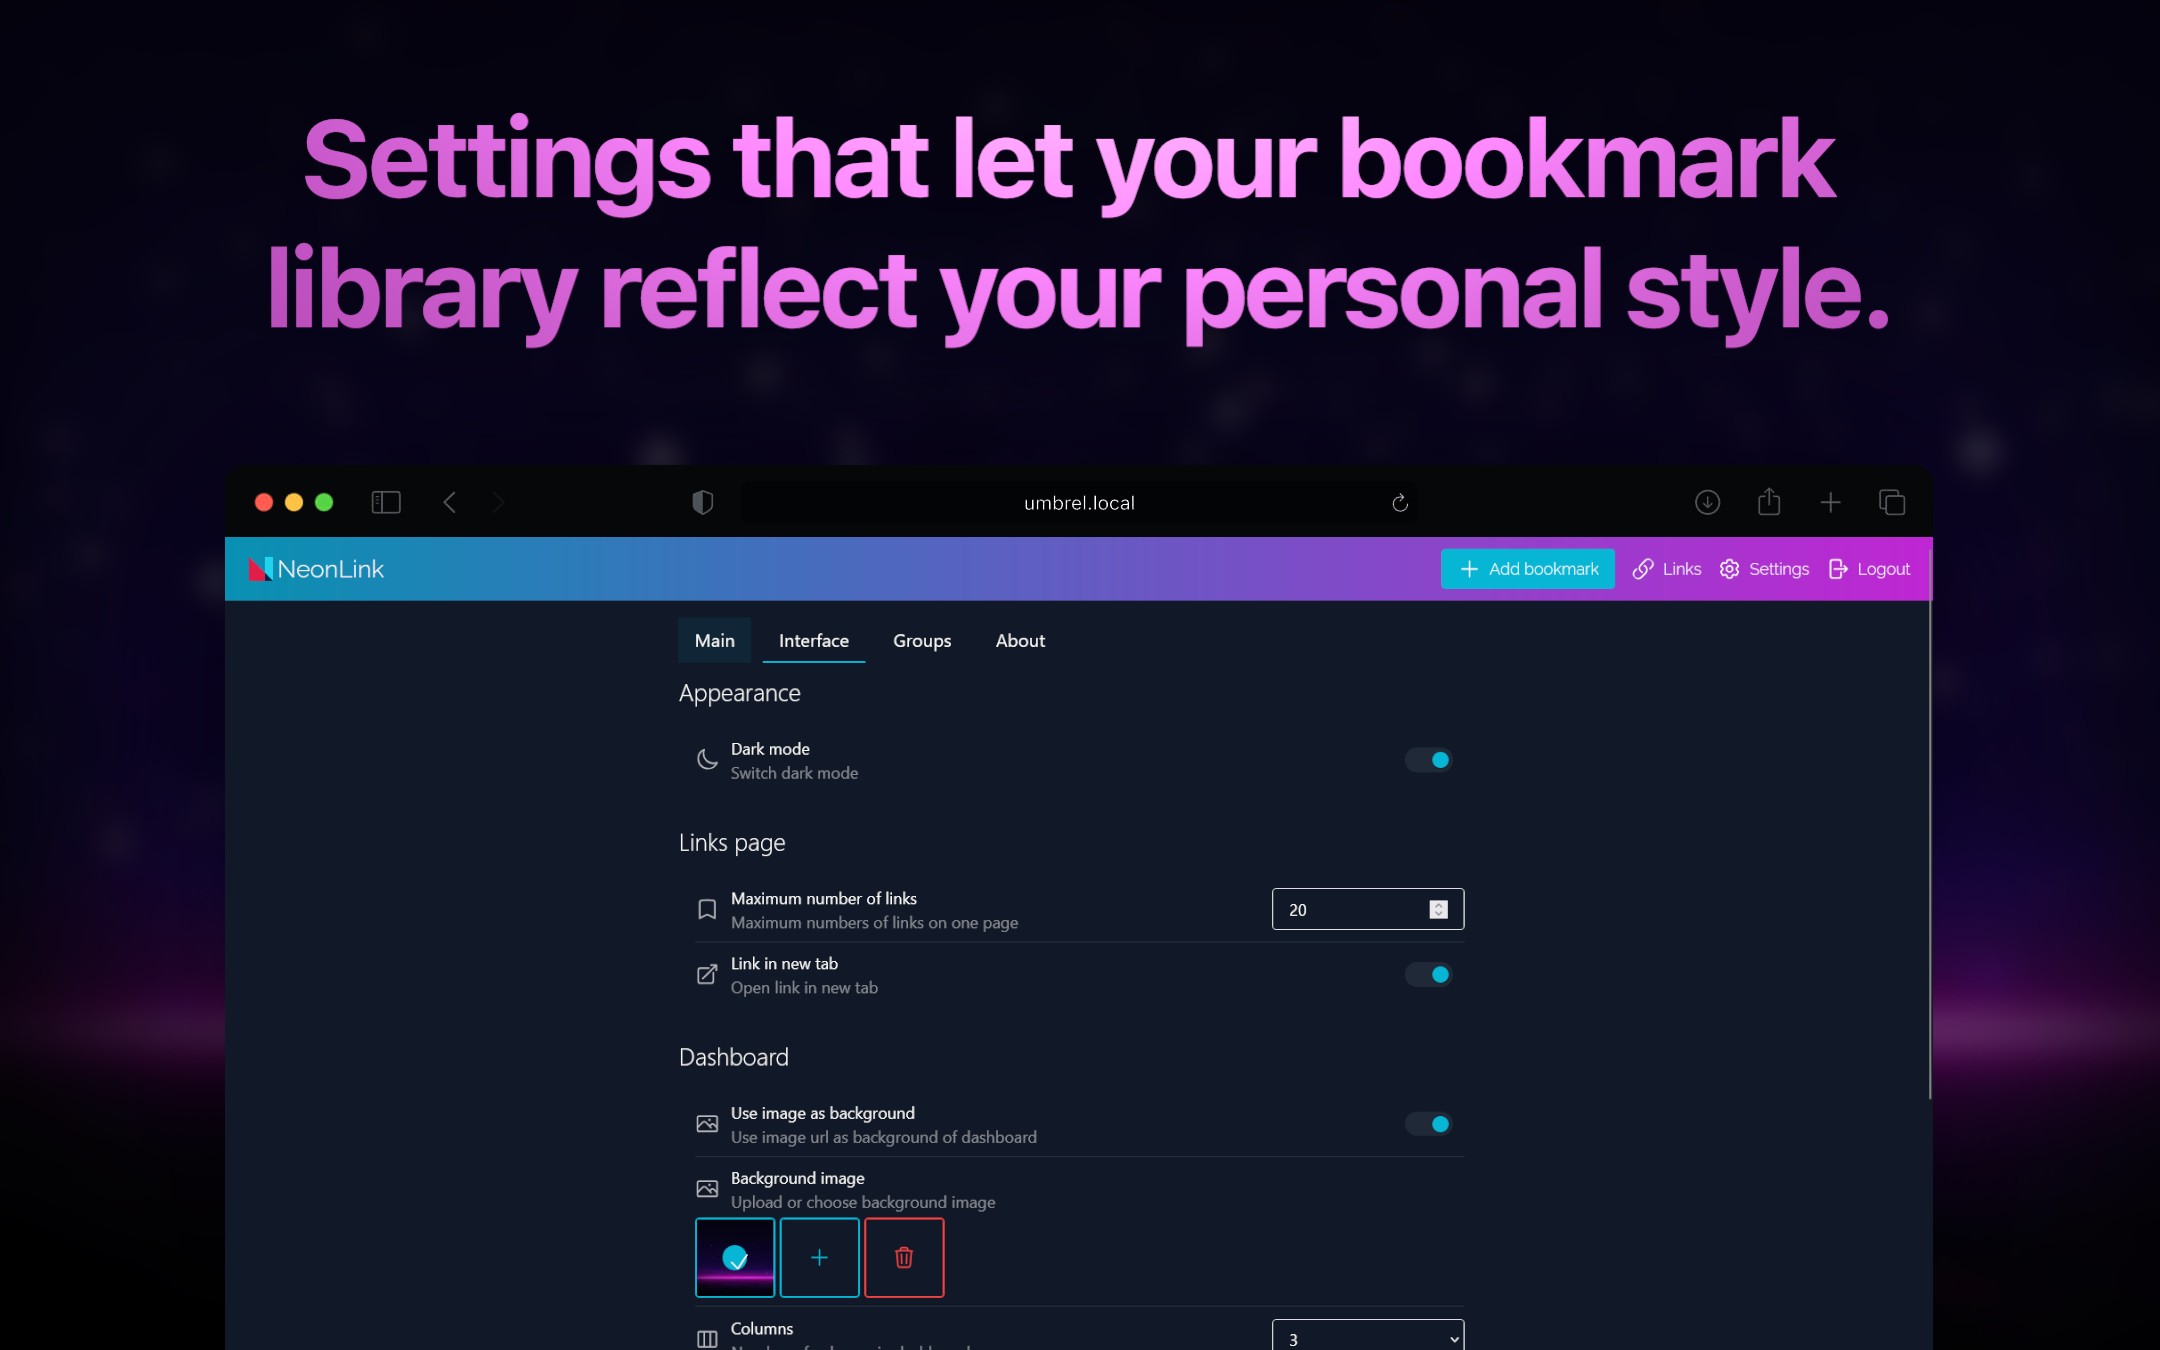 Settings that let your bookmark
library reflect your personal style.
umbrel.local
NeonLink
Add bookmark Links Settings Logout
Main Interface Groups About
Appearance
Dark mode
Switch dark mode
Links page
Maximum number of links
20
Maximum numbers of links on one page
Link in new tab
Open link in new tab
Dashboard
Use image as background
Use image url as background of dashboard
Background image
Upload or choose background image
Columns
3